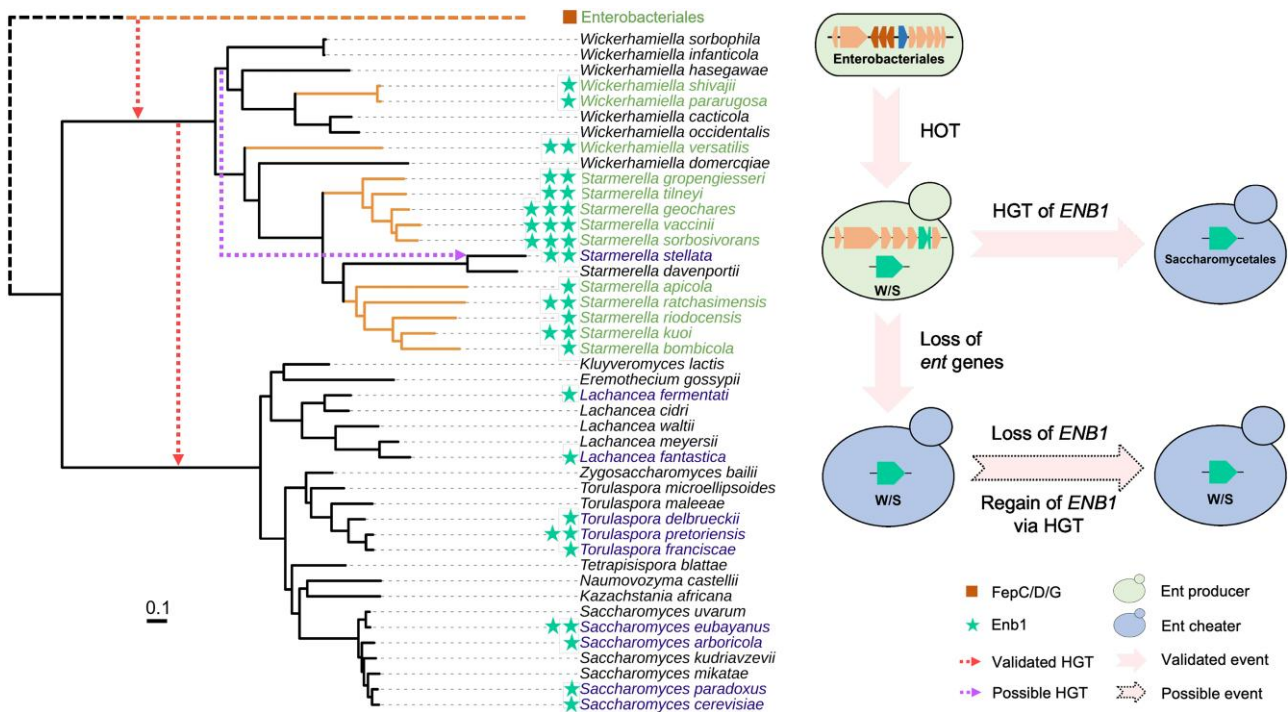 Enterobacteriales
Wickerhamiella sorbophila
Wickerhamiella infanticola
Wickerhamiella hasegawae
Wickerhamiella shivajii
Wickerhamiella pararugosa
Wickerhamiella cacticola
Wickerhamiella occidentalis
Wickerhamiella versatilis
Wickerhamiella domercqiae
Starmerella gropengiesseri
Starmerella tilneyi
Starmerella geochares
Starmerella vaccinii
Starmerella sorbosivorans
Starmerella stellata
Starmerella davenportii
Starmerella apicola
Starmerella ratchasimensis
Starmerella riodocensis
Starmerella kuoi
Starmerella bombicola
Kluyveromyces lactis
Eremothecium gossypii
Lachancea fermentati
Lachancea cidri
Lachancea waltii
Lachancea meyersii
Lachancea fantastica
Zygosaccharomyces bailii
Torulaspora microellipsoides
Torulaspora maleeae
Torulaspora delbrueckii
Torulaspora pretoriensis
Torulaspora franciscae
Tetrapisispora blattae
Naumovozyma castellii
Kazachstania africana
Saccharomyces uvarum
Saccharomyces eubayanus
Saccharomyces arboricola
Saccharomyces kudriavzevii
Saccharomyces mikatae
Saccharomyces paradoxus
Saccharomyces cerevisiae
0.1
Enterobacteriales
HOT
HGT of ENB1
W/S
Saccharomycetales
Loss of
ent genes
Loss of ENB1
W/S
W/S
Regain of ENB1
via HGT
FepC/D/G
Ent producer
Enb1
Ent cheater
Validated HGT
Validated event
Possible HGT
Possible event